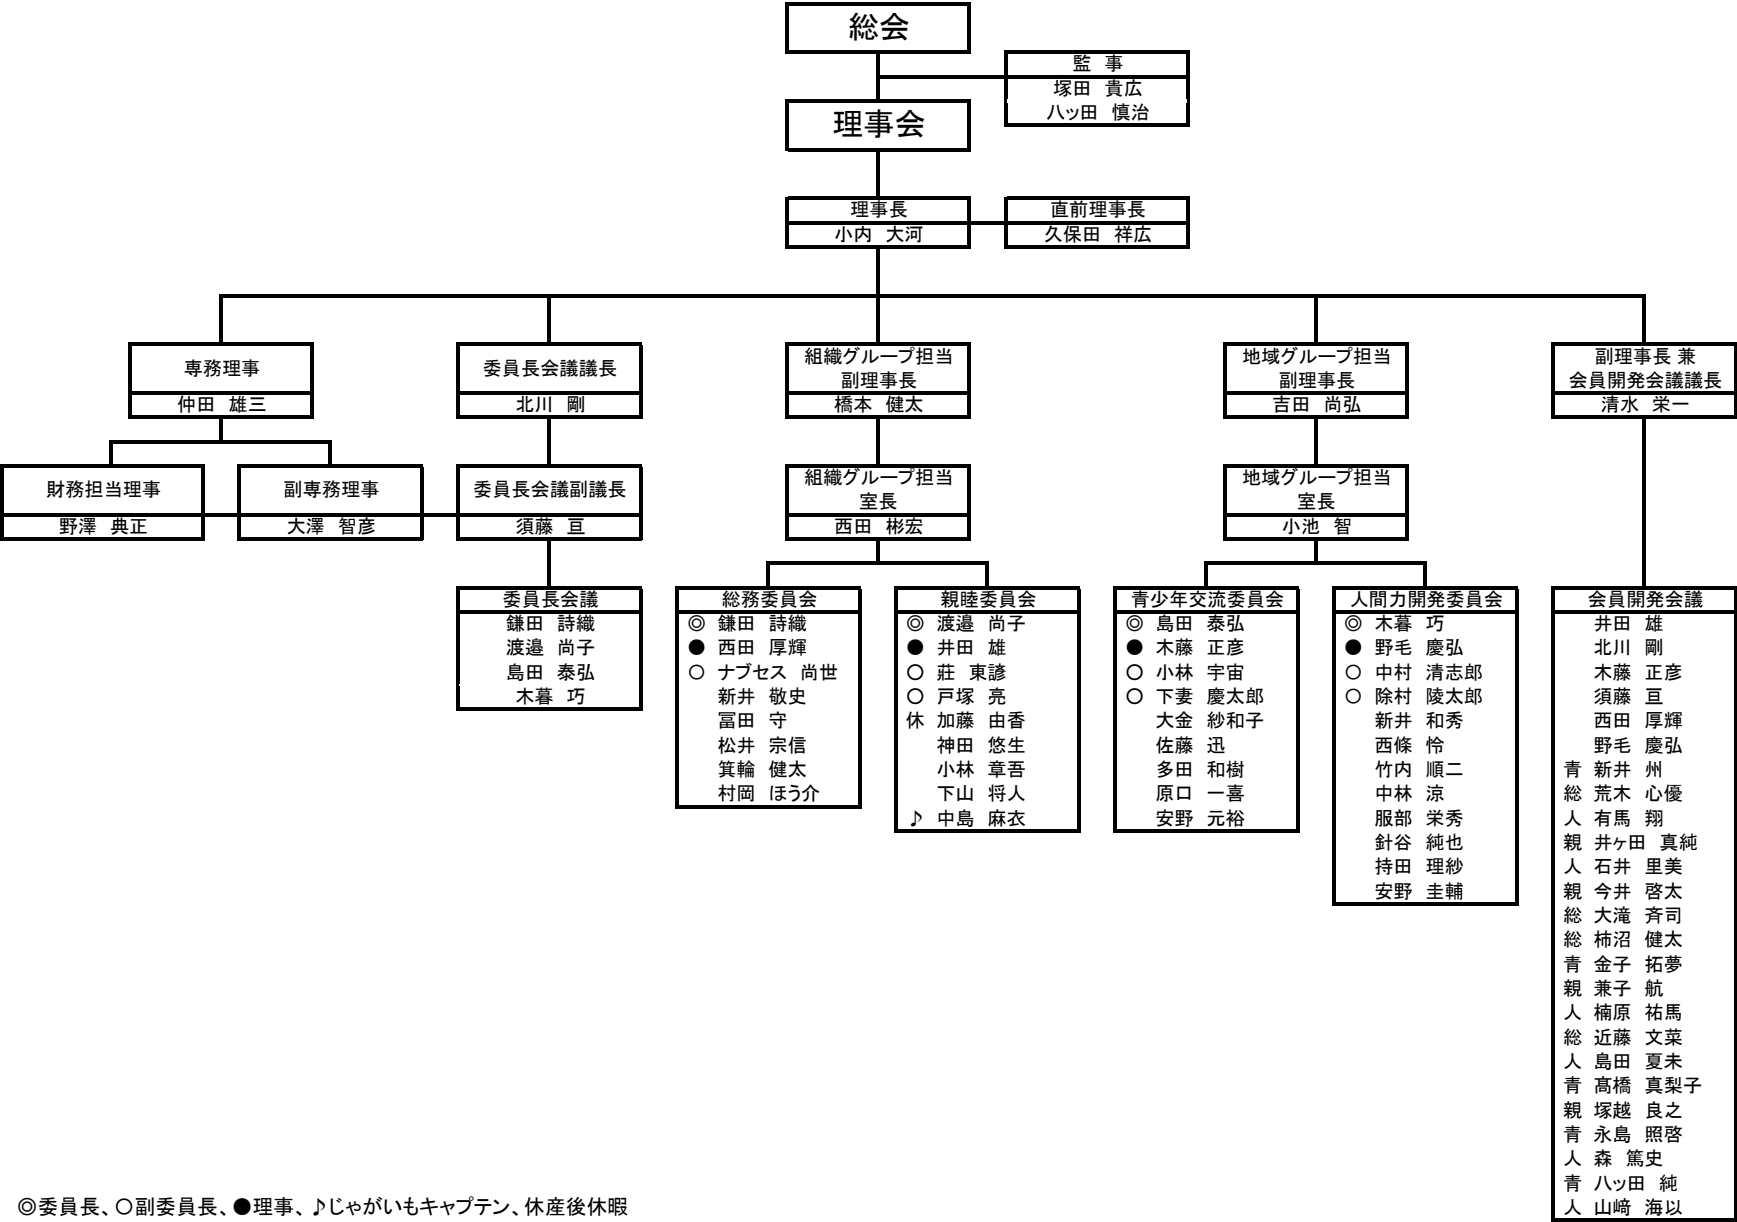 総会
監　事
塚田　貴広
八ッ田　慎治
理事会
理事長
小内　大河
直前理事長
久保田　祥広
専務理事
仲田　雄三
委員長会議議長
北川　剛
組織グループ担当
副理事長
橋本　健太
地域グループ担当
副理事長
吉田　尚弘
副理事長 兼
会員開発会議議長
清水　栄一
財務担当理事
野澤　典正
副専務理事
大澤　智彦
委員長会議副議長
須藤　亘
組織グループ担当
室長
西田　彬宏
地域グループ担当
室長
小池　智
委員長会議
鎌田　詩織
渡邉　尚子
島田　泰弘
木暮　巧
総務委員会
◎ 鎌田　詩織
● 西田　厚輝
○ ナブセス　尚世
新井　敬史
冨田　守
松井　宗信
箕輪　健太
村岡　ほう介
親睦委員会
◎ 渡邉　尚子
● 井田　雄
○ 莊　東諺
○ 戸塚　亮
休 加藤　由香
神田　悠生
小林　章吾
下山　将人
♪ 中島　麻衣
青少年交流委員会
◎ 島田　泰弘
● 木藤　正彦
○ 小林　宇宙
○ 下妻　慶太郎
大金　紗和子
佐藤　迅
多田　和樹
原口　一喜
安野　元裕
人間力開発委員会
◎ 木暮　巧
● 野毛　慶弘
○ 中村　清志郎
○ 除村　陵太郎
新井　和秀
西條　怜
竹内　順二
中林　涼
服部　栄秀
針谷　純也
持田　理紗
安野　圭輔
会員開発会議
井田　雄
北川　剛
木藤　正彦
須藤　亘
西田　厚輝
野毛　慶弘
青 新井　州
総 荒木　心優
人 有馬　翔
親 井ヶ田　真純
人 石井　里美
親 今井　啓太
総 大滝　斉司
総 柿沼　健太
青 金子　拓夢
親 兼子　航
人 楠原　祐馬
総 近藤　文菜
人 島田　夏未
青 髙橋　真梨子
親 塚越　良之
青 永島　照啓
人 森　篤史
青 八ッ田　純
人 山﨑　海以
◎委員長、○副委員長、●理事、♪じゃがいもキャプテン、休産後休暇